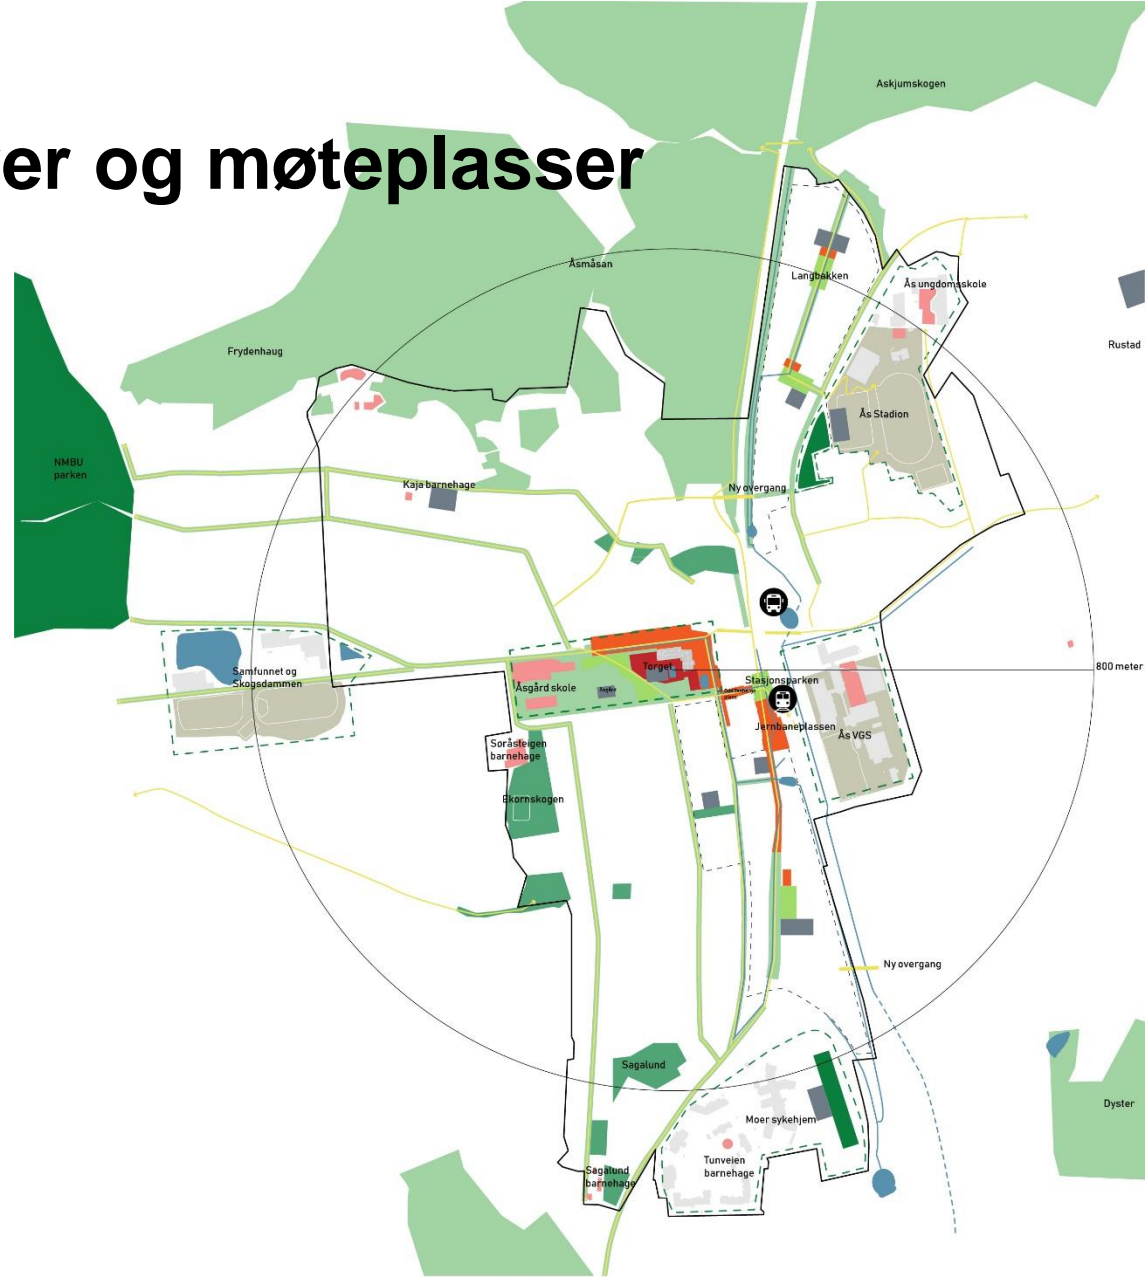 Askjumskogen
er og møteplasser
Åsmåsan
Langbakken
Ås ungdomsskole
Rustad
Frydenhaug
Ås Stadion
NMBU
parken
Kaja barnehage
Ny overgang
Samfunnet og
Skogsdammen
Torget
800 meter
Åsgård skole
Stasjonsparken
Jernbaneplassen
Ås VGS
Søråsteigen
barnehage
Ekornskogen
Ny overgang
Sagalund
Dyster
Moer sykehjem
Tunveien
barnehage
Sagalund
barnehage